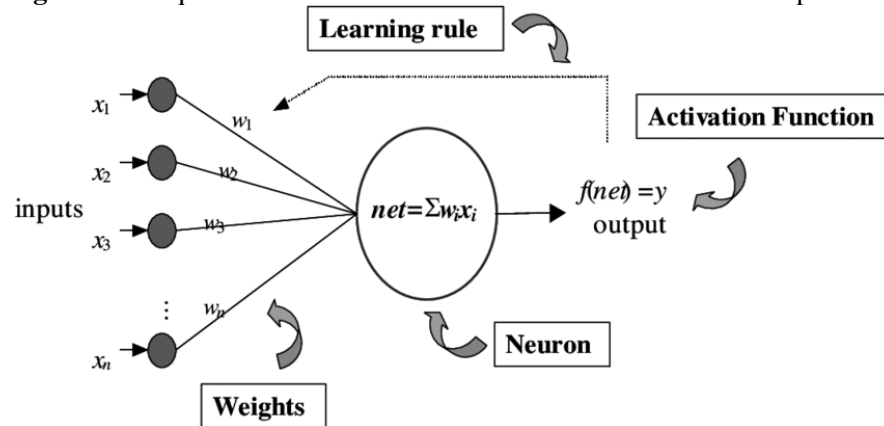 Learning rule
x1
w1
Activation Function
x2
w2
f(net) = y
net=Σwixi
inputs
output
x3
w3
⋮
wn
Neuron
xn
Weights